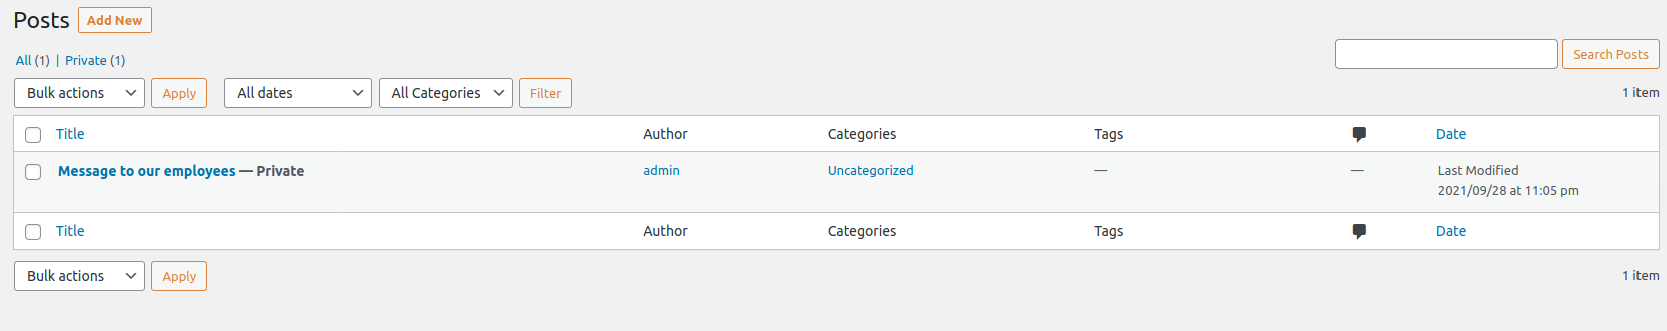 Posts Add New
All (1) | Private (1)
Search Posts
Bulk actions Apply All dates All Categories Filter 1 item
Title Author Categories Tags Date
Message to our employees — Private admin Uncategorized — — Last Modified
2021/09/28 at 11:05 pm
Title Author Categories Tags Date
Bulk actions Apply 1 item